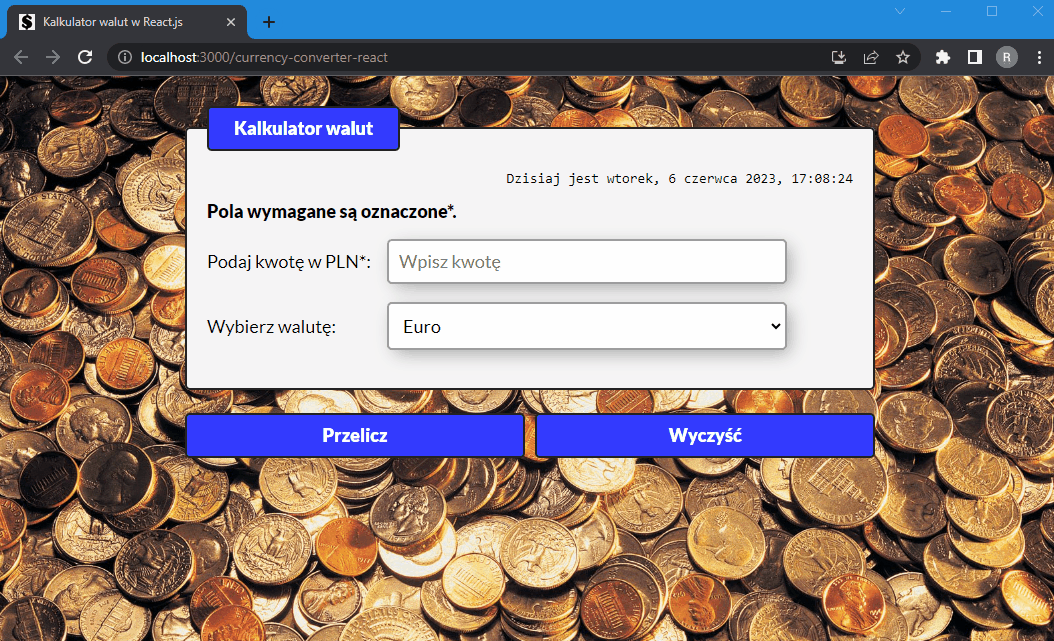 Kalkulator walut w React.js
localhost:3000/currency-converter-react
R
Kalkulator walut
Dzisiaj jest wtorek, 6 czerwca 2023, 17:08:24
Pola wymagane są oznaczone*.
Podaj kwotę w PLN*:
Wpisz kwotę
Wybierz walutę:
Euro
Przelicz
Wyczyść